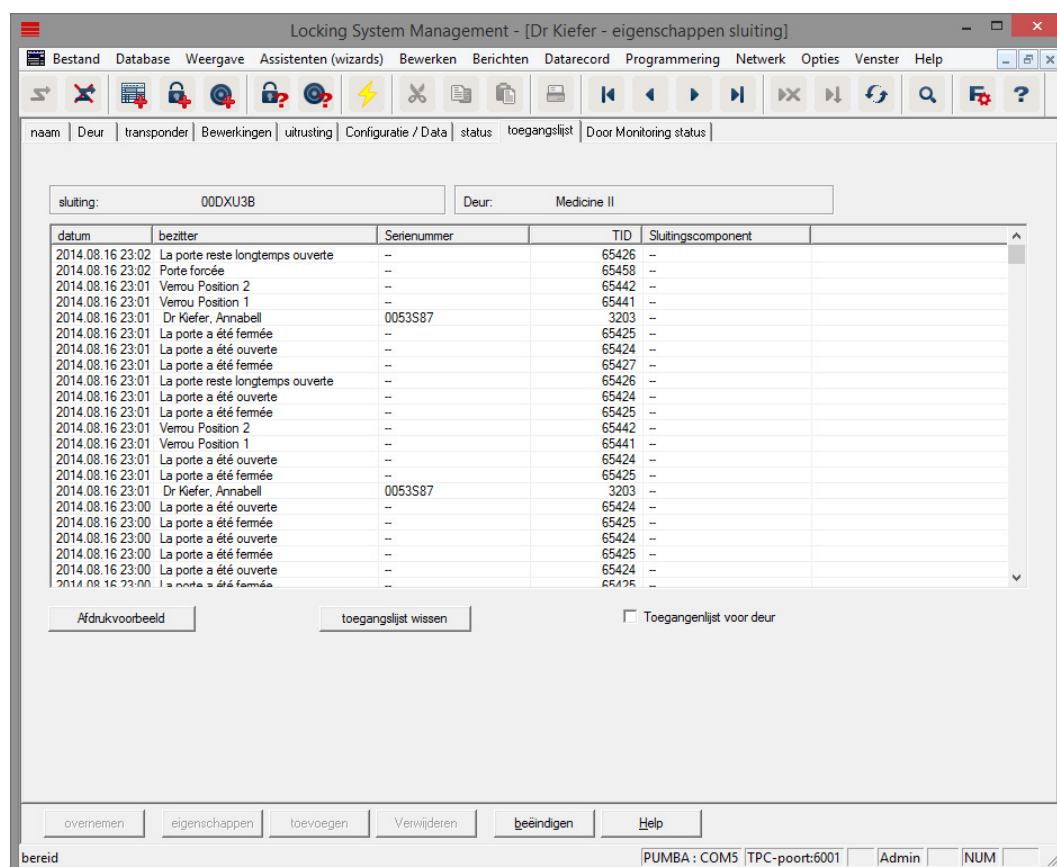 Locking System Management - [Dr Kiefer - eigenschappen sluiting]
Bestand Database Weergave Assistenten (wizards) Bewerken Berichten Datarecord Programmering Netwerk Opties Venster Help
naam Deur transponder Bewerkingen uitrusting Configuratie / Data status toegangslijst Door Monitoring status
sluiting: 00DXU3B Deur: Medicine II
datum bezitter Serienummer TID Sluitingscomponent
2014.08.16 23:02 La porte reste longtemps ouverte -- 65426 --
2014.08.16 23:02 Porte forcée -- 65458 --
2014.08.16 23:01 Verrou Position 2 -- 65442 --
2014.08.16 23:01 Verrou Position 1 -- 65441 --
2014.08.16 23:01 Dr Kiefer, Annabell 0053S87 3203 --
2014.08.16 23:01 La porte a été fermée -- 65425 --
2014.08.16 23:01 La porte a été ouverte -- 65424 --
2014.08.16 23:01 La porte a été fermée -- 65427 --
2014.08.16 23:01 La porte reste longtemps ouverte -- 65426 --
2014.08.16 23:01 La porte a été ouverte -- 65424 --
2014.08.16 23:01 La porte a été fermée -- 65425 --
2014.08.16 23:01 Verrou Position 2 -- 65442 --
2014.08.16 23:01 Verrou Position 1 -- 65441 --
2014.08.16 23:01 La porte a été ouverte -- 65424 --
2014.08.16 23:01 La porte a été fermée -- 65425 --
2014.08.16 23:01 Dr Kiefer, Annabell 0053S87 3203 --
2014.08.16 23:00 La porte a été ouverte -- 65424 --
2014.08.16 23:00 La porte a été fermée -- 65425 --
2014.08.16 23:00 La porte a été ouverte -- 65424 --
2014.08.16 23:00 La porte a été fermée -- 65425 --
2014.08.16 23:00 La porte a été ouverte -- 65424 --
2014.08.16 23:00 La porte a été fermée -- 65425 --
Afdrukvoorbeeld toegangslijst wissen Toegangenlijst voor deur
overnemen eigenschappen toevoegen Verwijderen beëindigen Help
bereid PUMBA : COM5 TPC-poort:6001 Admin NUM